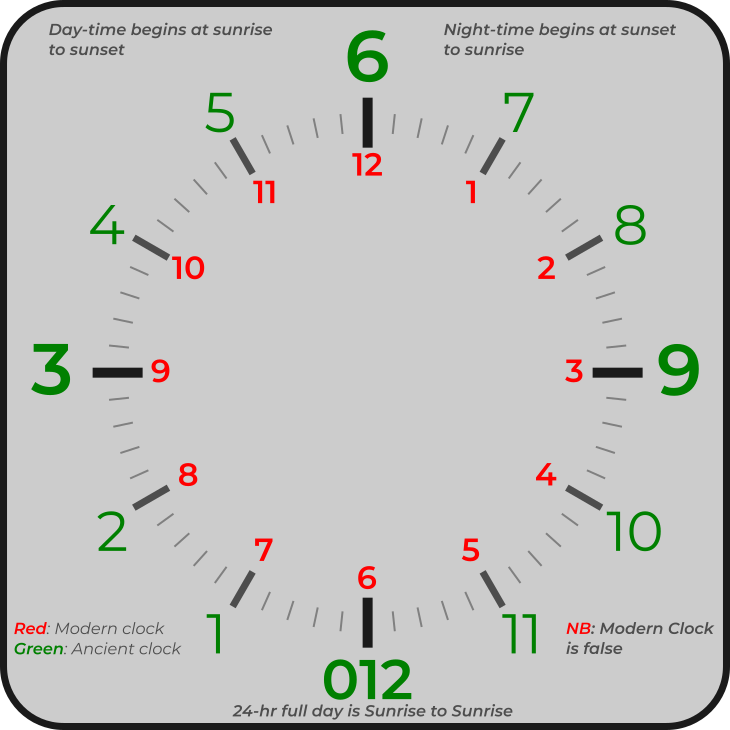 Day-time begins at sunrise
to sunset
Night-time begins at sunset
to sunrise
6
5
7
12
11
1
4
8
10
2
3
9
3
9
8
4
2
10
7
5
6
1
11
Red: Modern clock
Green: Ancient clock
NB: Modern Clock
is false
012
24-hr full day is Sunrise to Sunrise